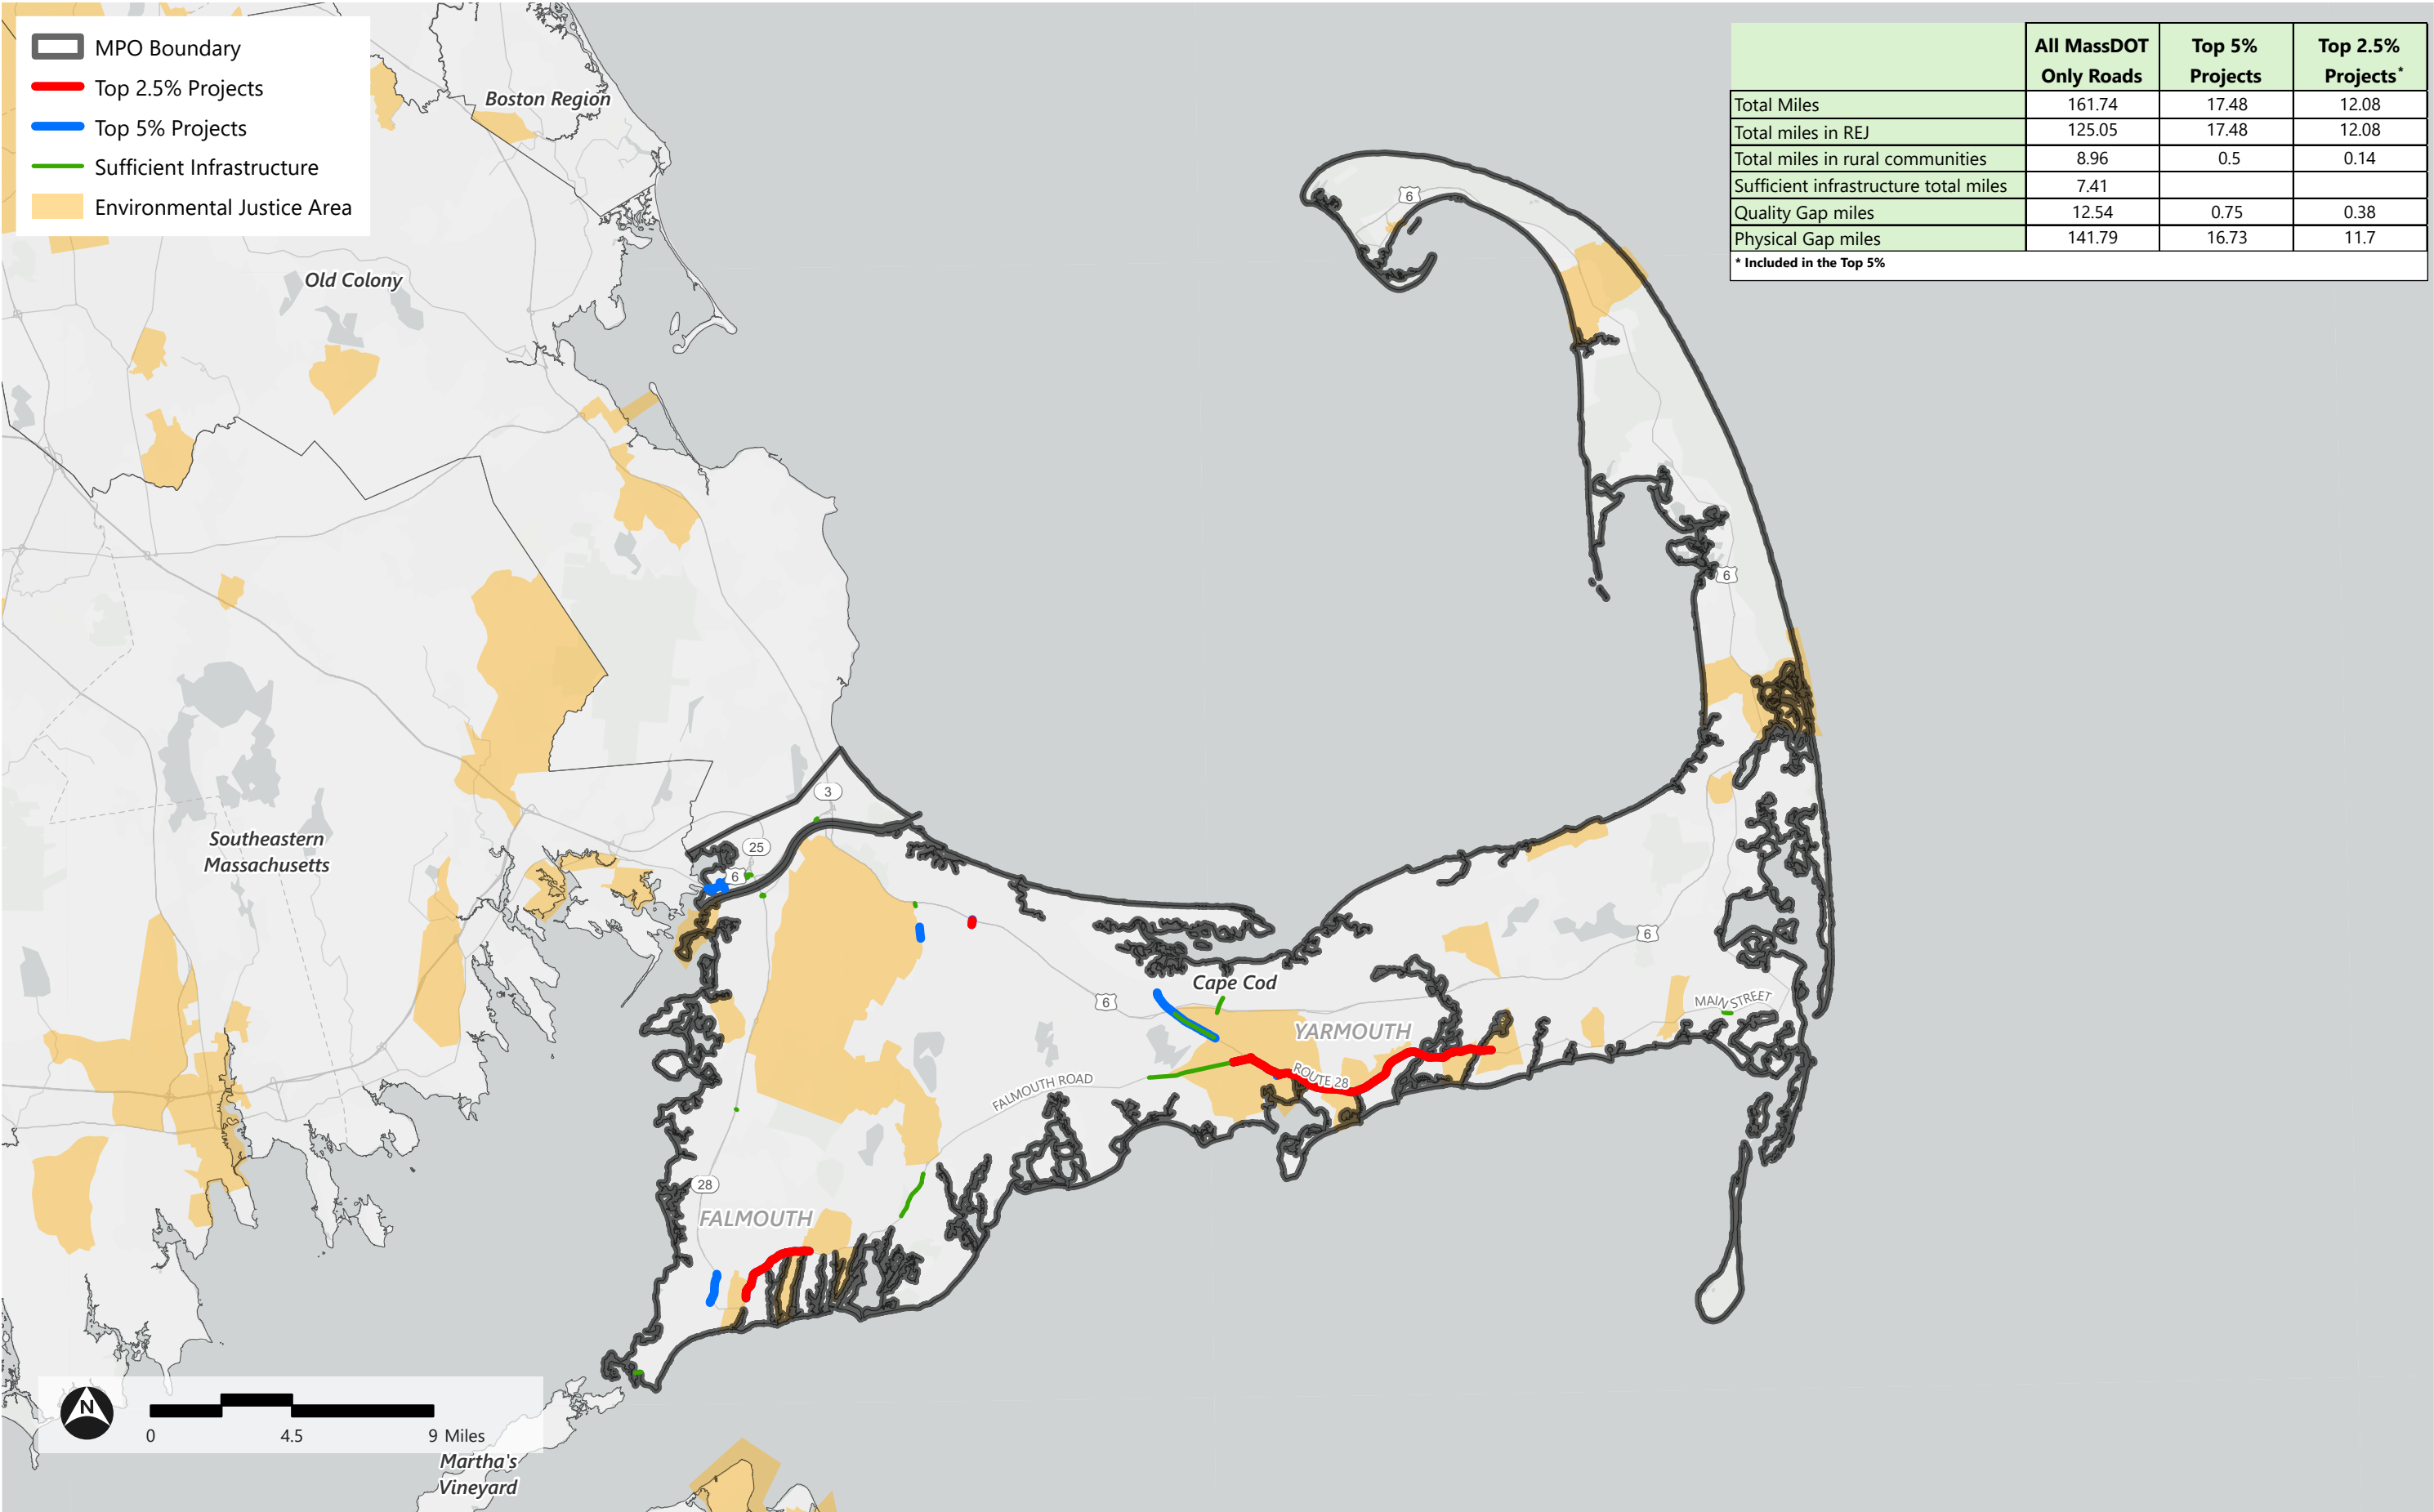 MPO Boundary
Top 2.5% Projects
Top 5% Projects
Sufficient Infrastructure
Environmental Justice Area
All MassDOT Only Roads
Top 5% Projects
Top 2.5% Projects*
Total Miles 161.74 17.48 12.08
Total miles in REJ 125.05 17.48 12.08
Total miles in rural communities 8.96 0.5 0.14
Sufficient infrastructure total miles 7.41
Quality Gap miles 12.54 0.75 0.38
Physical Gap miles 141.79 16.73 11.7
* Included in the Top 5%
Boston Region
6
Old Colony
6
3
Southeastern
Massachusetts
25
6
6
Cape Cod
6
MAIN STREET
YARMOUTH
ROUTE 28
FALMOUTH ROAD
28
FALMOUTH
N
0 4.5 9 Miles
Martha's
Vineyard